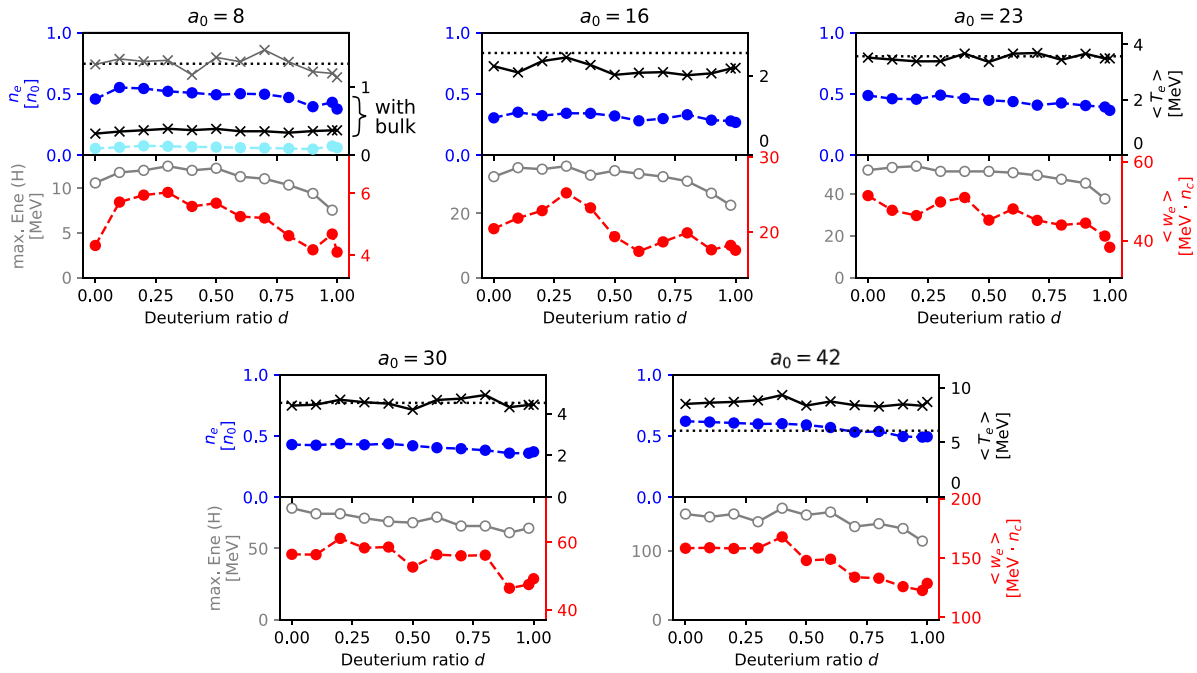 a₀ = 8
a₀ = 16
a₀ = 23
1.0
1.0
1.0
0.5
0.5
0.5
0.0
0.0
0.0
nₑ
[n₀]
1
0
with
bulk
2
0
4
2
0
< Tₑ >
[MeV]
max. Ene (H)
[MeV]
10
5
0
6
4
20
0
30
20
60
40
20
0
60
40
< wₑ >
[MeV · n_c]
0.00 0.25 0.50 0.75 1.00
0.00 0.25 0.50 0.75 1.00
0.00 0.25 0.50 0.75 1.00
Deuterium ratio d
Deuterium ratio d
Deuterium ratio d
a₀ = 30
a₀ = 42
1.0
1.0
0.5
0.5
0.0
0.0
nₑ
[n₀]
4
2
0
10
5
0
< Tₑ >
[MeV]
max. Ene (H)
[MeV]
50
0
60
40
100
0
200
150
100
< wₑ >
[MeV · n_c]
0.00 0.25 0.50 0.75 1.00
0.00 0.25 0.50 0.75 1.00
Deuterium ratio d
Deuterium ratio d